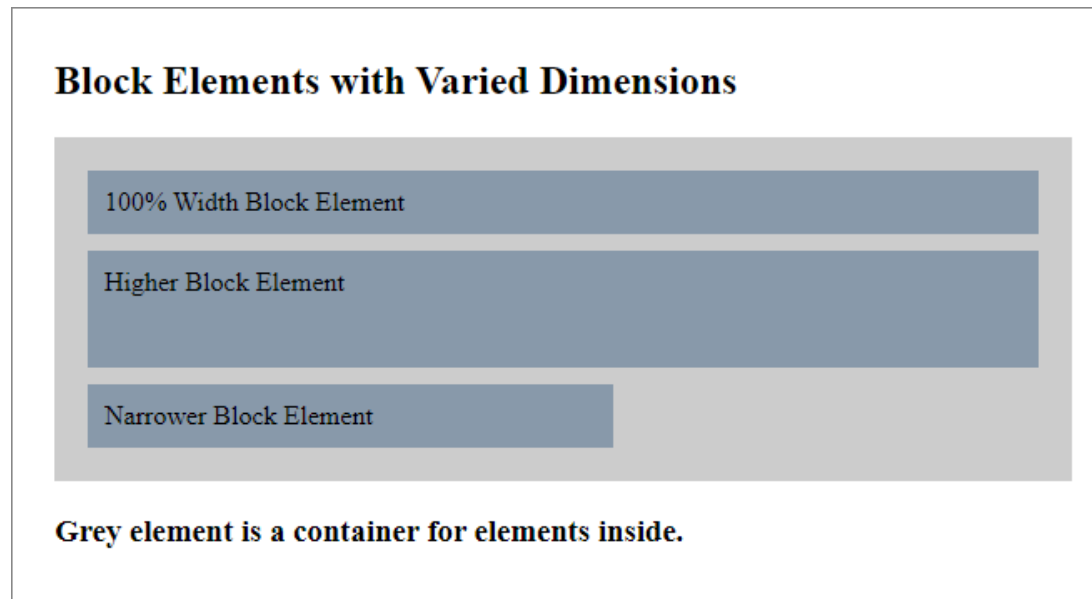 Block Elements with Varied Dimensions
100% Width Block Element
Higher Block Element
Narrower Block Element
Grey element is a container for elements inside.